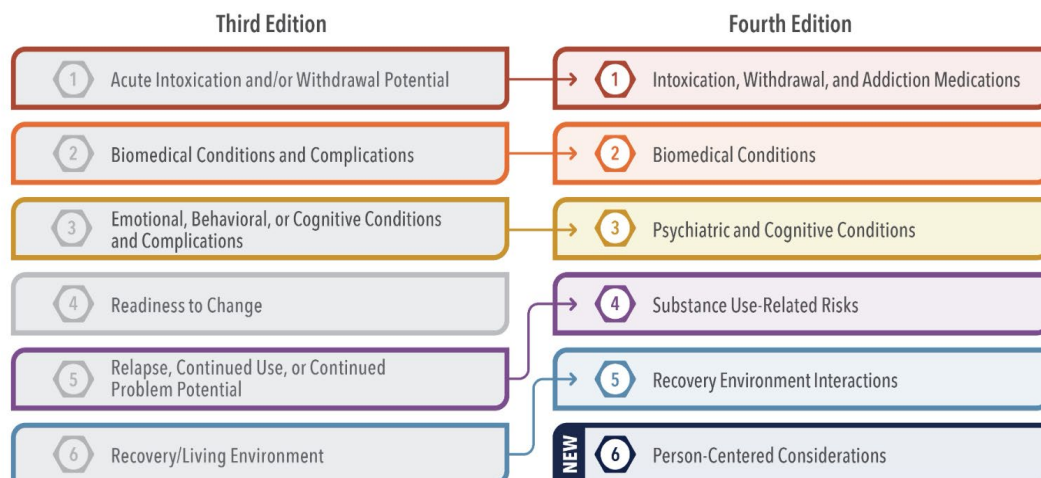 Third Edition
Fourth Edition
1 Acute Intoxication and/or Withdrawal Potential
1 Intoxication, Withdrawal, and Addiction Medications
2 Biomedical Conditions and Complications
2 Biomedical Conditions
3 Emotional, Behavioral, or Cognitive Conditions
and Complications
3 Psychiatric and Cognitive Conditions
4 Readiness to Change
4 Substance Use-Related Risks
5 Relapse, Continued Use, or Continued
Problem Potential
5 Recovery Environment Interactions
6 Recovery/Living Environment
NEW
6 Person-Centered Considerations